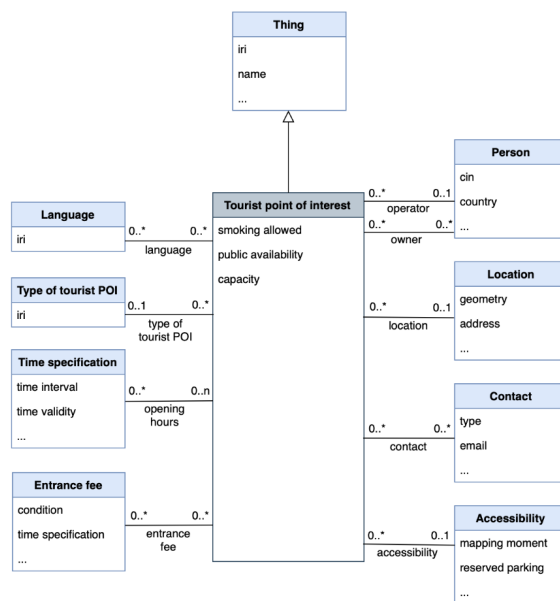 Thing
iri
name
...
Tourist point of interest
smoking allowed
public availability
capacity
Language
iri
0..* 0..*
language
Type of tourist POI
iri
0..1 0..*
type of
tourist POI
Time specification
time interval
time validity
...
0..* 0..n
opening
hours
Entrance fee
condition
time specification
...
0..* 0..*
entrance
fee
Person
cin
country
...
0..* 0..1
operator
0..* 0..*
owner
Location
geometry
address
...
0..* 0..1
location
Contact
type
email
...
0..* 0..*
contact
Accessibility
mapping moment
reserved parking
...
0..* 0..1
accessibility